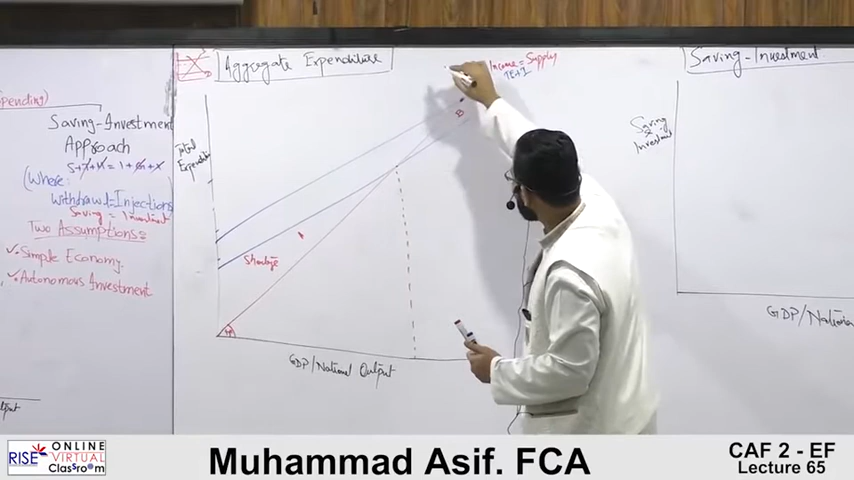 Spending)
Saving-Investment
Approach
S+T+M = I+G+X
(Where:
Withdrawl=Injections
Saving = Investment
Two Assumptions:-
✓• Simple Economy.
✓• Autonomous Investment
Aggregate Expenditure
Total
Expenditure
Income = Supply
B
Shortage
GDP/National Output
Saving-Investment
Saving
&
Investment
GDP/National
RISE
ONLINE
VIRTUAL
Classroom
Muhammad Asif. FCA
CAF 2 - EF
Lecture 65